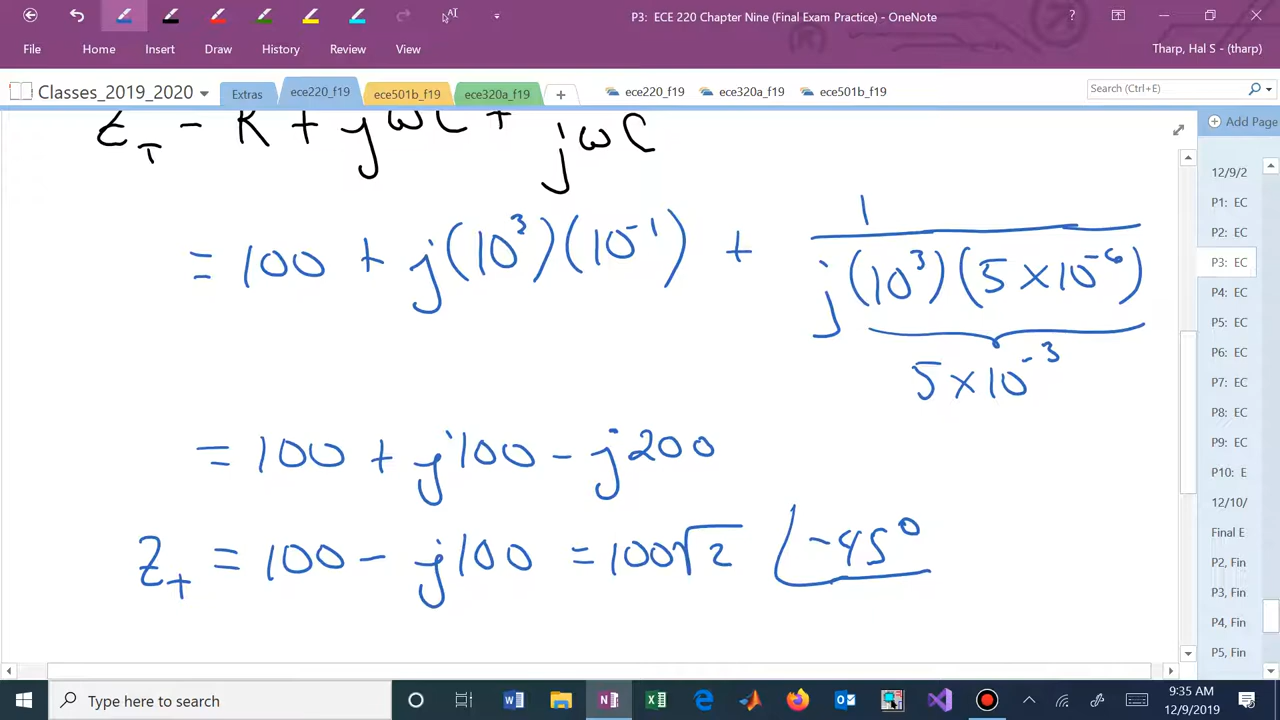 P3: ECE 220 Chapter Nine (Final Exam Practice) - OneNote
File Home Insert Draw History Review View
Tharp, Hal S - (tharp)
Classes_2019_2020 Extras ece220_f19 ece501b_f19 ece320a_f19 ece220_f19 ece320a_f19 ece501b_f19
Search (Ctrl+E)
Z_T = R + jωL + / jωC
= 100 + j(10³)(10⁻¹) + 1 / j(10³)(5×10⁻⁶)
5×10⁻³
= 100 + j100 - j200
Z_T = 100 - j100 = 100√2 ∠-45°
Add Page
12/9/2
P1: EC
P2: EC
P3: EC
P4: EC
P5: EC
P6: EC
P7: EC
P8: EC
P9: EC
P10: E
12/10/
Final E
P2, Fin
P3, Fin
P4, Fin
P5, Fin
Type here to search
9:35 AM
12/9/2019